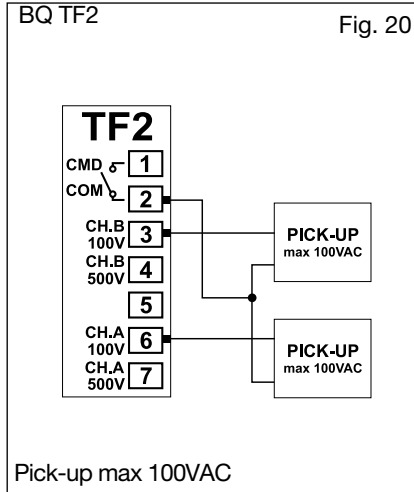 BQ TF2
Fig. 20
TF2
CMD
1
COM
2
CH.B
100V
3
CH.B
500V
4
5
CH.A
100V
6
CH.A
500V
7
PICK-UP
max 100VAC
PICK-UP
max 100VAC
Pick-up max 100VAC